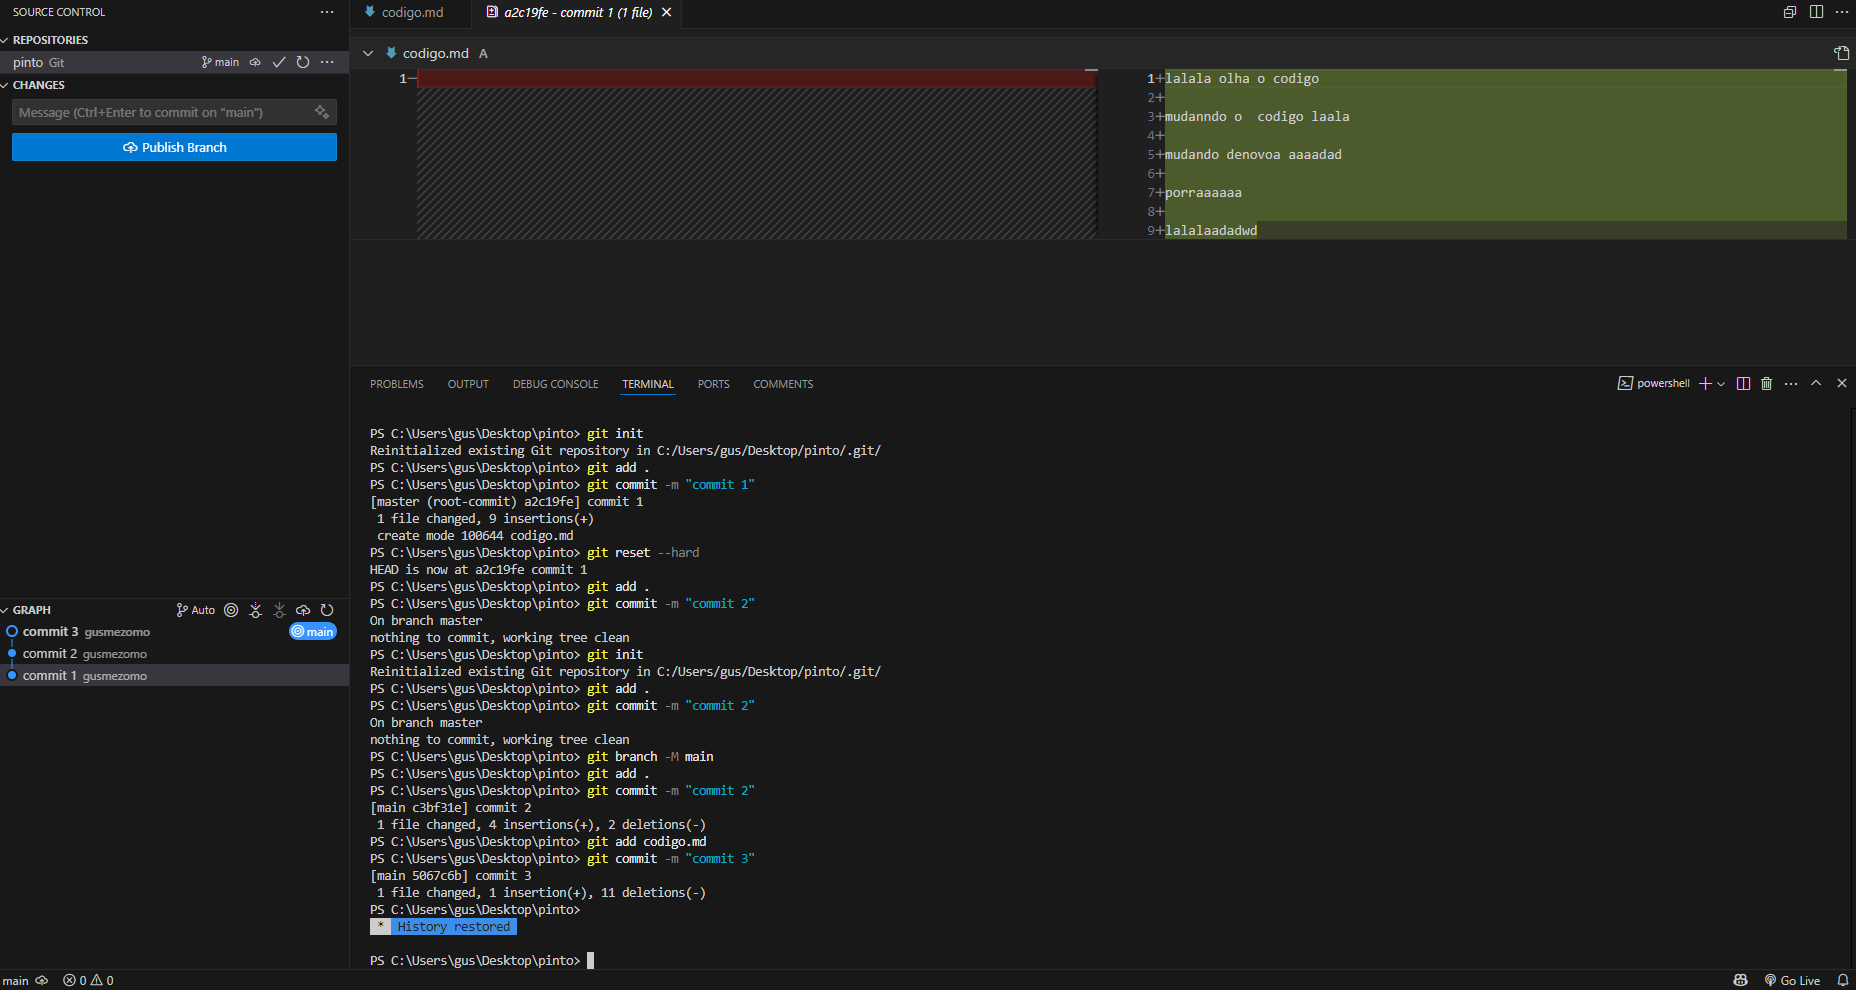 SOURCE CONTROL
REPOSITORIES
pinto Git main
CHANGES
Message (Ctrl+Enter to commit on "main")
Publish Branch
GRAPH Auto
commit 3 gusmezomo main
commit 2 gusmezomo
commit 1 gusmezomo
codigo.md a2c19fe - commit 1 (1 file)
codigo.md A
1
1+lalala olha o codigo
2+
3+mudanndo o  codigo laala
4+
5+mudando denovoa aaaadad
6+
7+porraaaaaa
8+
9+lalalaadadwd
PROBLEMS OUTPUT DEBUG CONSOLE TERMINAL PORTS COMMENTS powershell
PS C:\Users\gus\Desktop\pinto> git init
Reinitialized existing Git repository in C:/Users/gus/Desktop/pinto/.git/
PS C:\Users\gus\Desktop\pinto> git add .
PS C:\Users\gus\Desktop\pinto> git commit -m "commit 1"
[master (root-commit) a2c19fe] commit 1
 1 file changed, 9 insertions(+)
 create mode 100644 codigo.md
PS C:\Users\gus\Desktop\pinto> git reset --hard
HEAD is now at a2c19fe commit 1
PS C:\Users\gus\Desktop\pinto> git add .
PS C:\Users\gus\Desktop\pinto> git commit -m "commit 2"
On branch master
nothing to commit, working tree clean
PS C:\Users\gus\Desktop\pinto> git init
Reinitialized existing Git repository in C:/Users/gus/Desktop/pinto/.git/
PS C:\Users\gus\Desktop\pinto> git add .
PS C:\Users\gus\Desktop\pinto> git commit -m "commit 2"
On branch master
nothing to commit, working tree clean
PS C:\Users\gus\Desktop\pinto> git branch -M main
PS C:\Users\gus\Desktop\pinto> git add .
PS C:\Users\gus\Desktop\pinto> git commit -m "commit 2"
[main c3bf31e] commit 2
 1 file changed, 4 insertions(+), 2 deletions(-)
PS C:\Users\gus\Desktop\pinto> git add codigo.md
PS C:\Users\gus\Desktop\pinto> git commit -m "commit 3"
[main 5067c6b] commit 3
 1 file changed, 1 insertion(+), 11 deletions(-)
PS C:\Users\gus\Desktop\pinto>
* History restored
PS C:\Users\gus\Desktop\pinto>
main 0 0 Go Live